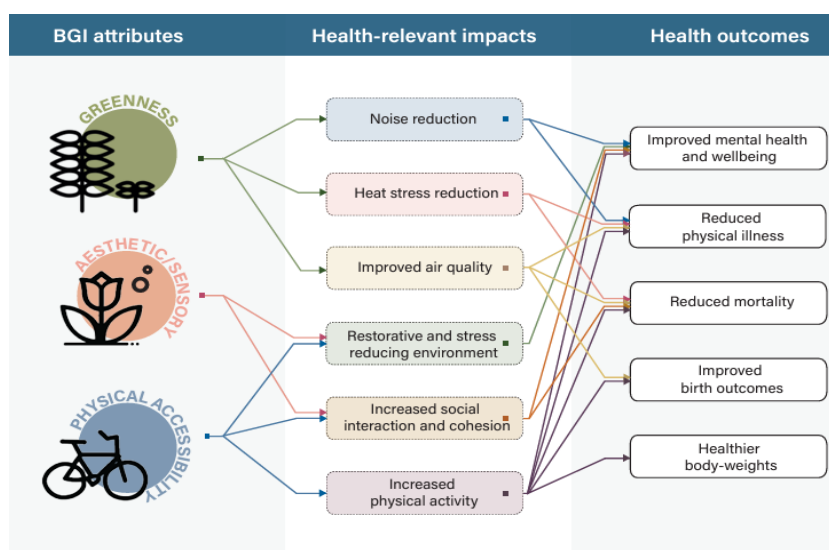 BGI attributes
Health-relevant impacts
Health outcomes
GREENNESS
AESTHETIC/SENSORY
PHYSICAL ACCESSIBILITY
Noise reduction
Heat stress reduction
Improved air quality
Restorative and stress
reducing environment
Increased social
interaction and cohesion
Increased
physical activity
Improved mental health
and wellbeing
Reduced
physical illness
Reduced mortality
Improved
birth outcomes
Healthier
body-weights